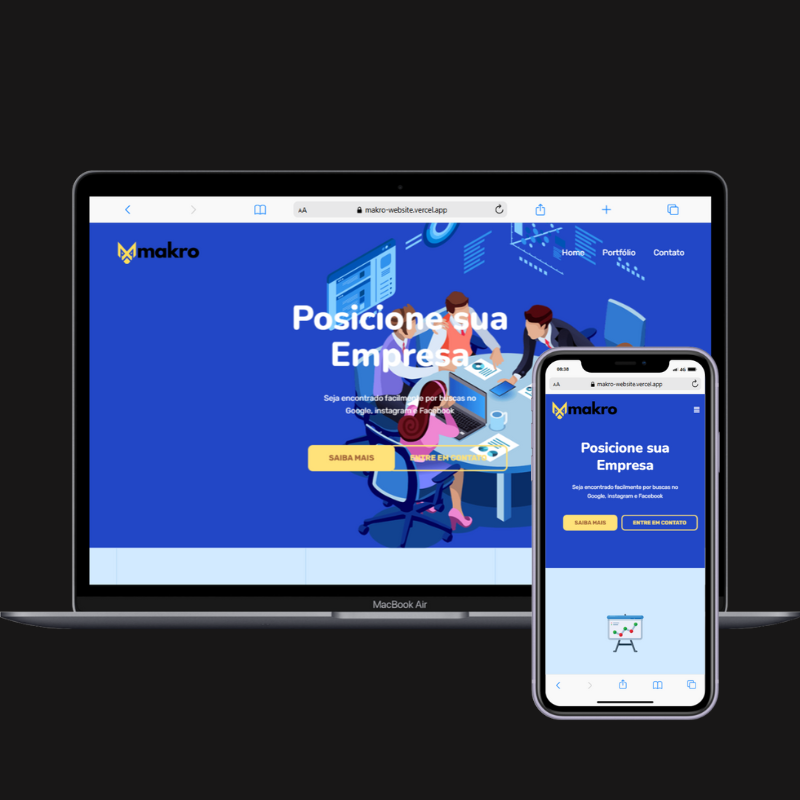 AA makro-website.vercel.app
makro
Home Portfólio Contato
Posicione sua
Empresa
Seja encontrado facilmente por buscas no
Google, instagram e Facebook
SAIBA MAIS ENTRE EM CONTATO
MacBook Air
08:38 4G
AA makro-website.vercel.app
makro
Posicione sua
Empresa
Seja encontrado facilmente por buscas no
Google, instagram e Facebook
SAIBA MAIS ENTRE EM CONTATO